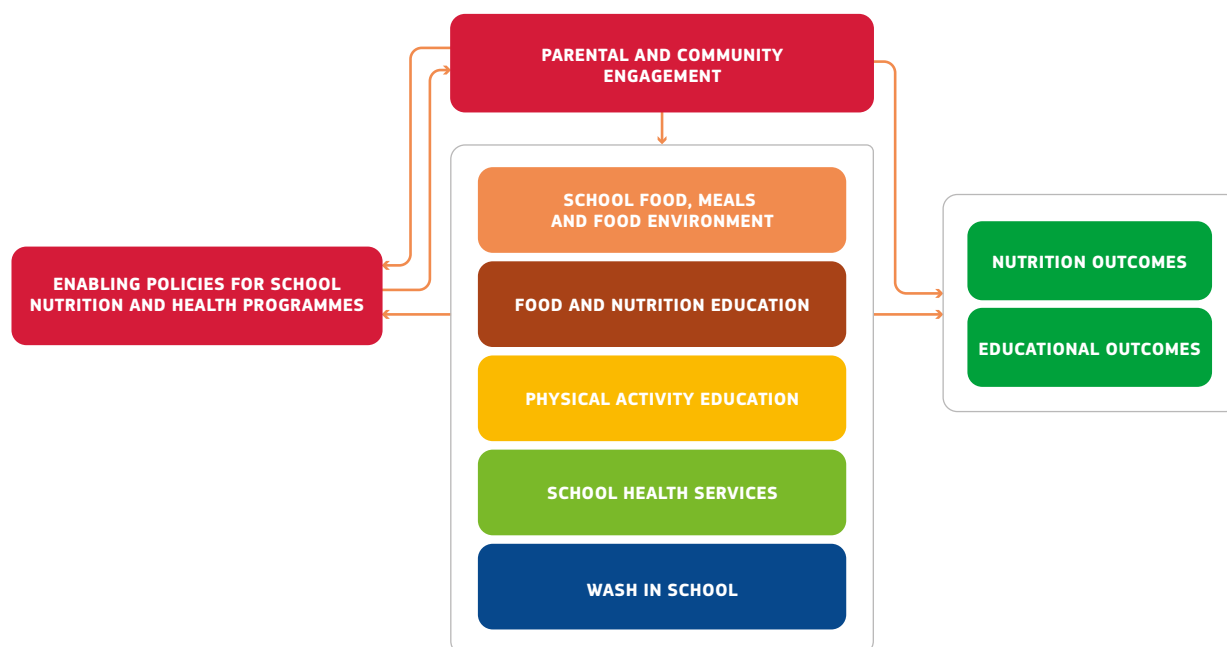 PARENTAL AND COMMUNITY
ENGAGEMENT
SCHOOL FOOD, MEALS
AND FOOD ENVIRONMENT
ENABLING POLICIES FOR SCHOOL
NUTRITION AND HEALTH PROGRAMMES
FOOD AND NUTRITION EDUCATION
PHYSICAL ACTIVITY EDUCATION
SCHOOL HEALTH SERVICES
WASH IN SCHOOL
NUTRITION OUTCOMES
EDUCATIONAL OUTCOMES